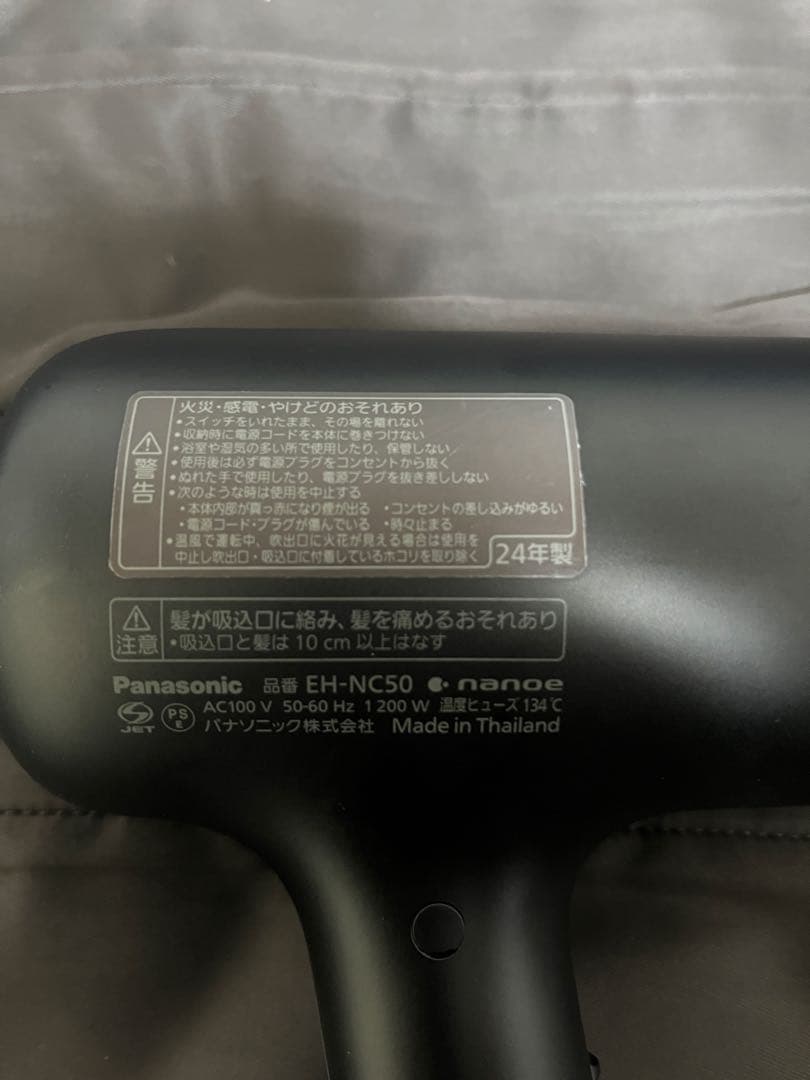 火災・感電・やけどのおそれあり
•スイッチをいれたまま、その場を離れない
•収納時に電源コードを本体に巻きつけない
•浴室や湿気の多い所で使用したり、保管しない
•使用後は必ず電源プラグをコンセントから抜く
•ぬれた手で使用したり、電源プラグを抜き差ししない
•次のような時は使用を中止する
•本体内部が真っ赤になり煙が出る •コンセントの差し込みがゆるい
•電源コード・プラグが傷んでいる •時々止まる
•温風で運転中、吹出口に火花が見える場合は使用を
中止し吹出口・吸込口に付着しているホコリを取り除く
警告
24年製
注意
髪が吸込口に絡み、髪を痛めるおそれあり
•吸込口と髪は10 cm 以上はなす
Panasonic 品番 EH-NC50 nanoe
JET PS E AC100 V 50-60 Hz 1 200 W 温度ヒューズ 134℃
パナソニック株式会社 Made in Thailand